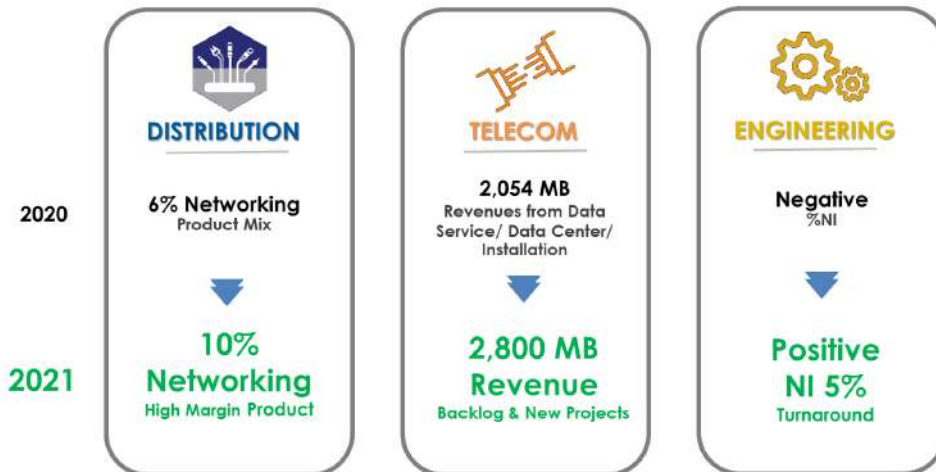 DISTRIBUTION
TELECOM
ENGINEERING
2020
6% Networking
Product Mix
2,054 MB
Revenues from Data
Service/ Data Center/
Installation
Negative
%NI
2021
10%
Networking
High Margin Product
2,800 MB
Revenue
Backlog & New Projects
Positive
NI 5%
Turnaround